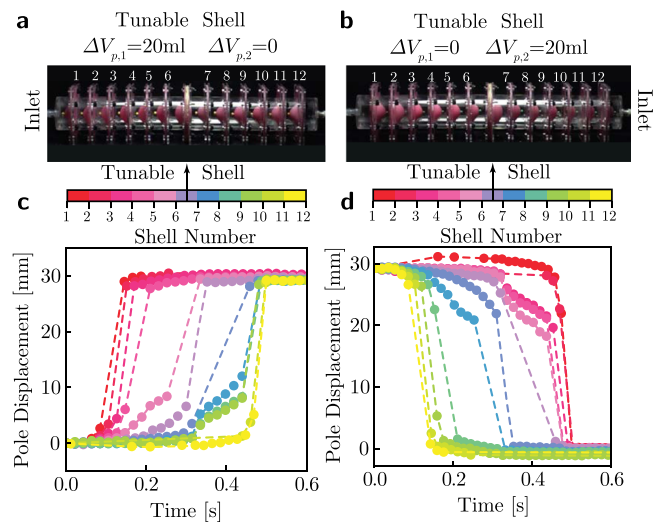 a
Tunable Shell
ΔV_{p,1}=20ml ΔV_{p,2}=0
1 2 3 4 5 6 7 8 9 10 11 12
Inlet
Tunable Shell
1 2 3 4 5 6 7 8 9 10 11 12
Shell Number
b
Tunable Shell
ΔV_{p,1}=0 ΔV_{p,2}=20ml
1 2 3 4 5 6 7 8 9 10 11 12
Inlet
Tunable Shell
1 2 3 4 5 6 7 8 9 10 11 12
Shell Number
c
Pole Displacement [mm]
30
20
10
0
0.0 0.2 0.4 0.6
Time [s]
d
Pole Displacement [mm]
30
20
10
0
0.0 0.2 0.4 0.6
Time [s]